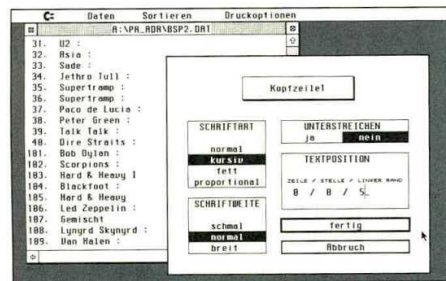 C= Daten Sortieren Druckoptionen
A:\PR_ADR\BSP2.DAT
31. U2 :
32. Asia :
33. Sade :
34. Jethro Tull :
35. Supertramp :
36. Supertramp :
37. Paco de Lucia :
38. Peter Green :
39. Talk Talk :
40. Dire Straits :
101. Bob Dylan :
102. Scorpions :
103. Hard & Heavy I
104. Blackfoot :
105. Hard & Heavy
106. Led Zeppelin :
107. Gemischt
108. Lynyrd Skynyrd :
109. Van Halen :
Kopfzeile1
SCHRIFTART
normal
kursiv
fett
proportional
SCHRIFTWEITE
schmal
normal
breit
UNTERSTREICHEN
ja nein
TEXTPOSITION
ZEILE / STELLE / LINKER RAND
0 / 0 / 5
fertig
Abbruch